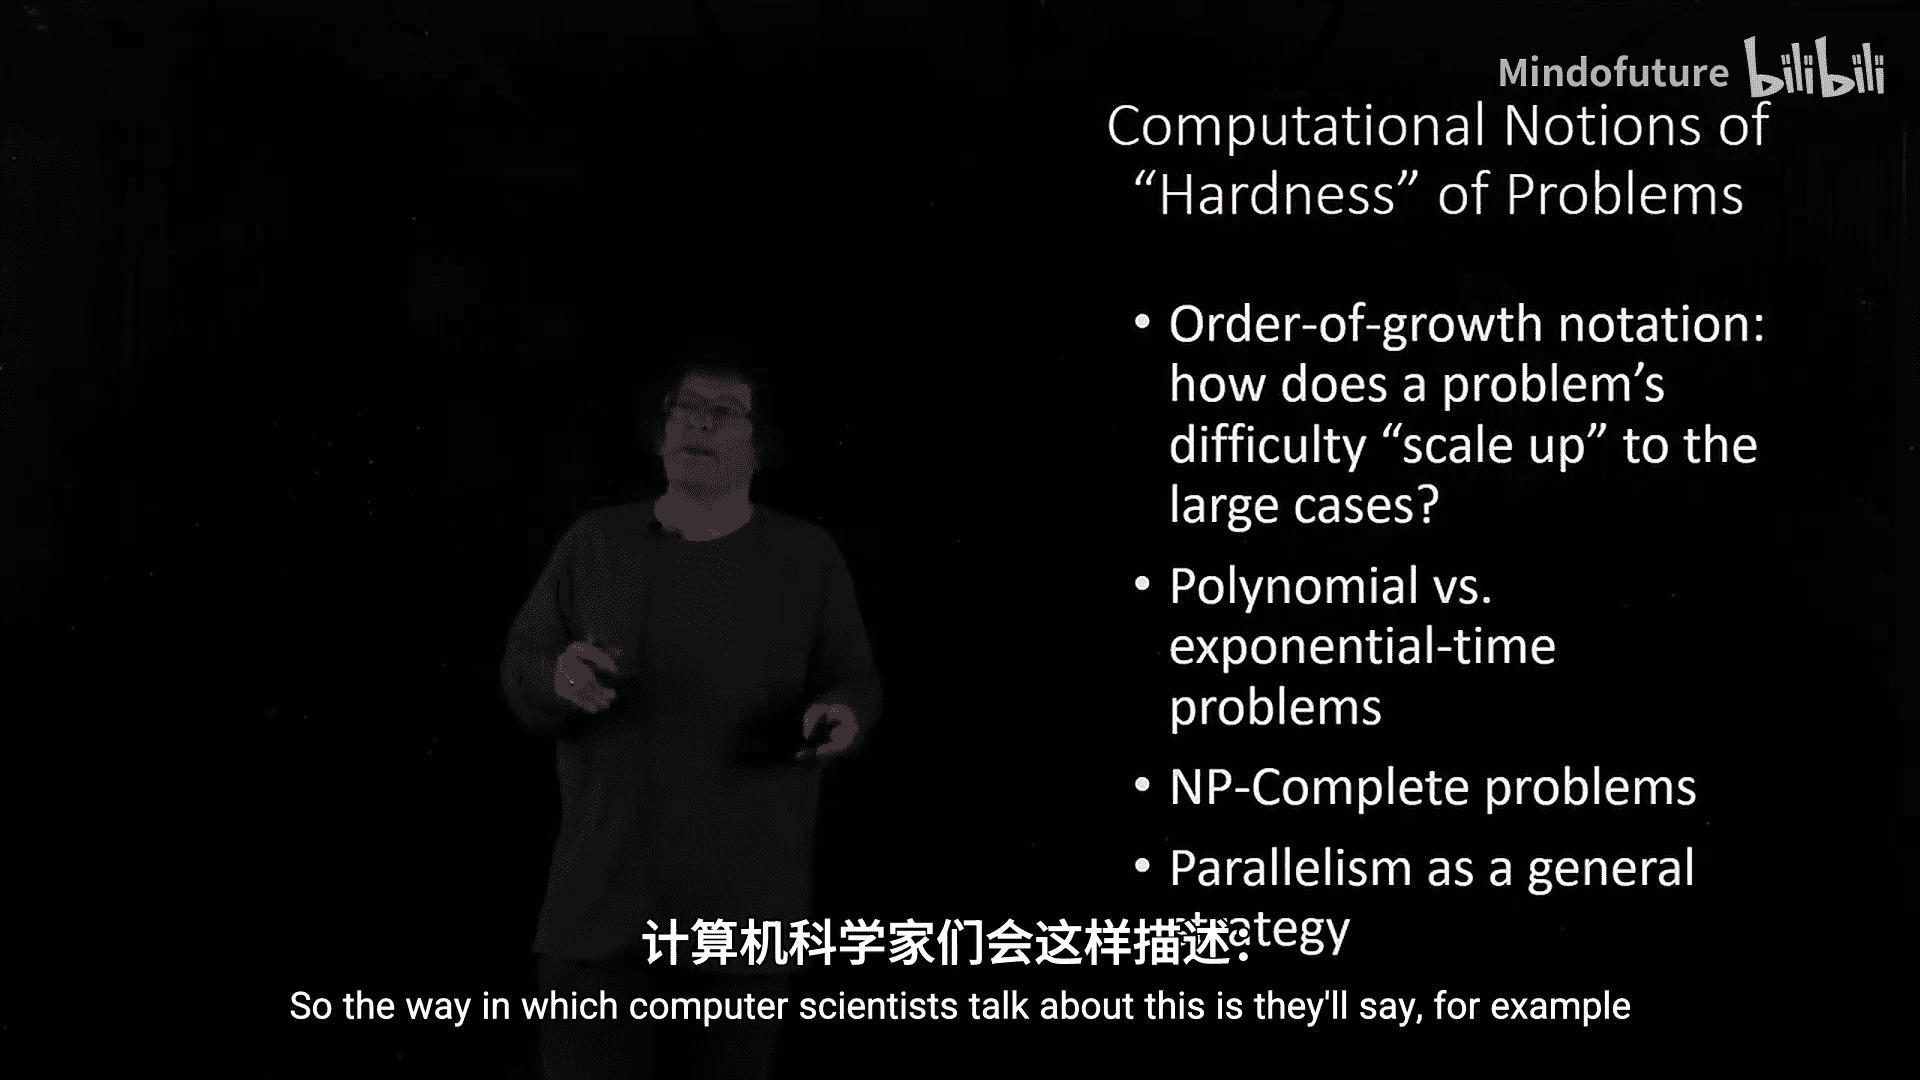 Mindofuture bilibili
Computational Notions of
“Hardness” of Problems
• Order-of-growth notation:
how does a problem’s
difficulty “scale up” to the
large cases?
• Polynomial vs.
exponential-time
problems
• NP-Complete problems
• Parallelism as a general
strategy
计算机科学家们会这样描述：
So the way in which computer scientists talk about this is they'll say, for example